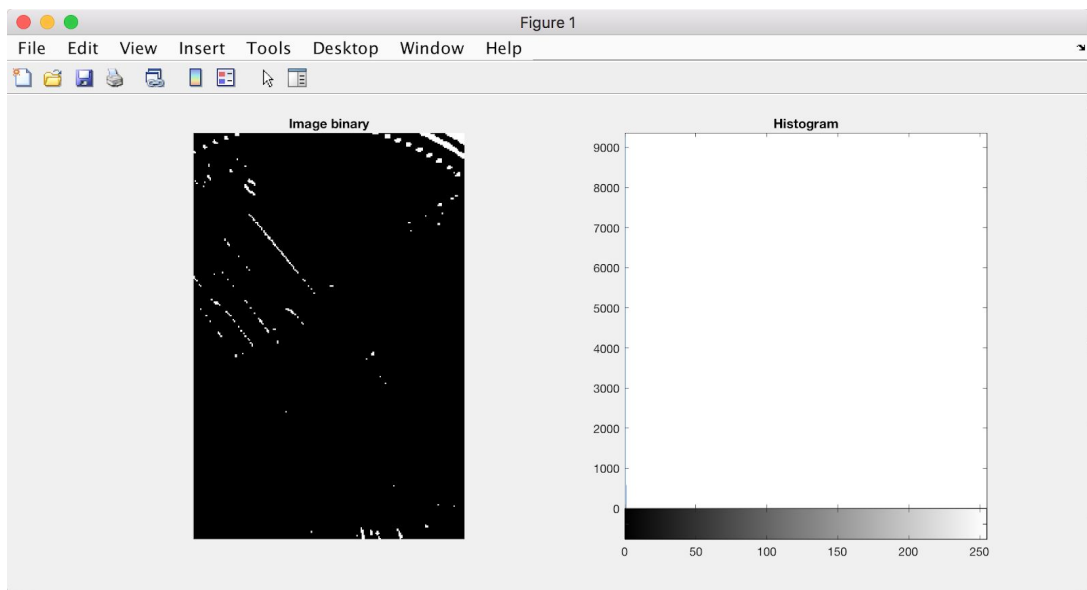 Figure 1
File Edit View Insert Tools Desktop Window Help
Image binary
Histogram
9000
8000
7000
6000
5000
4000
3000
2000
1000
0
0 50 100 150 200 250